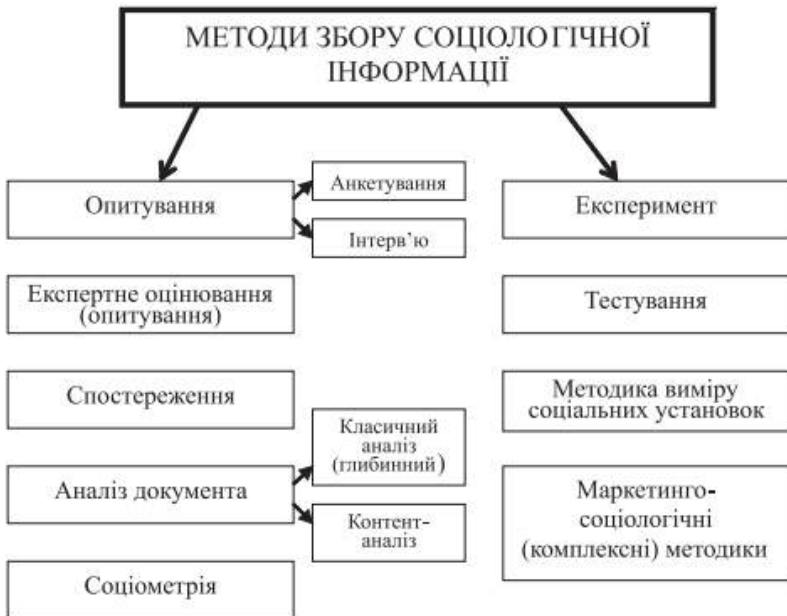 МЕТОДИ ЗБОРУ СОЦІОЛОГІЧНОЇ
ІНФОРМАЦІЇ
Опитування
Анкетування
Інтерв’ю
Експертне оцінювання
(опитування)
Спостереження
Аналіз документа
Класичний
аналіз
(глибинний)
Контент-
аналіз
Соціометрія
Експеримент
Тестування
Методика виміру
соціальних установок
Маркетинго-
соціологічні
(комплексні) методики